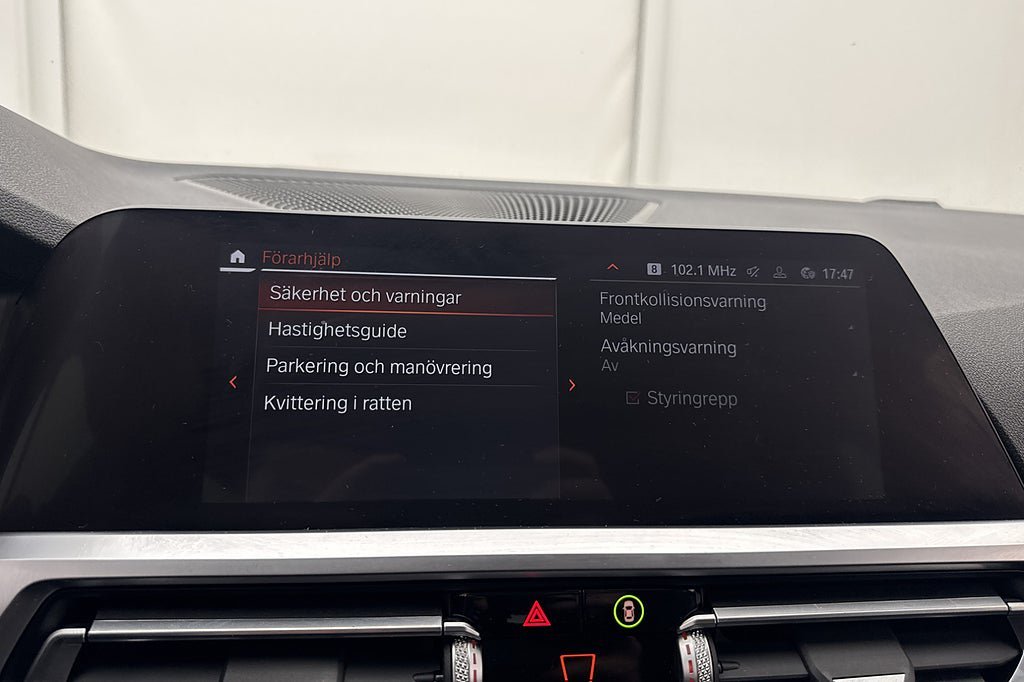 Förarhjälp
8 102.1 MHz 17:47
Säkerhet och varningar
Hastighetsguide
Parkering och manövrering
Kvittering i ratten
Frontkollisionsvarning
Medel
Avåkningsvarning
Av
Styringrepp